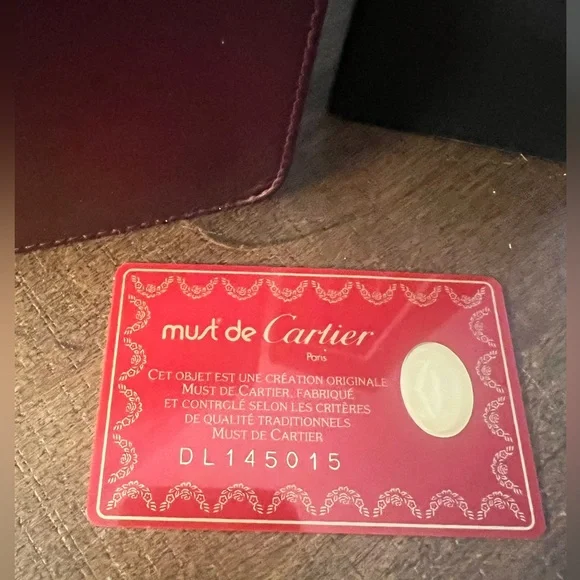 must de Cartier
Paris
CET OBJET EST UNE CRÉATION ORIGINALE
MUST DE CARTIER, FABRIQUÉ
ET CONTRÔLÉ SELON LES CRITÈRES
DE QUALITÉ TRADITIONNELS
MUST DE CARTIER
DL145015